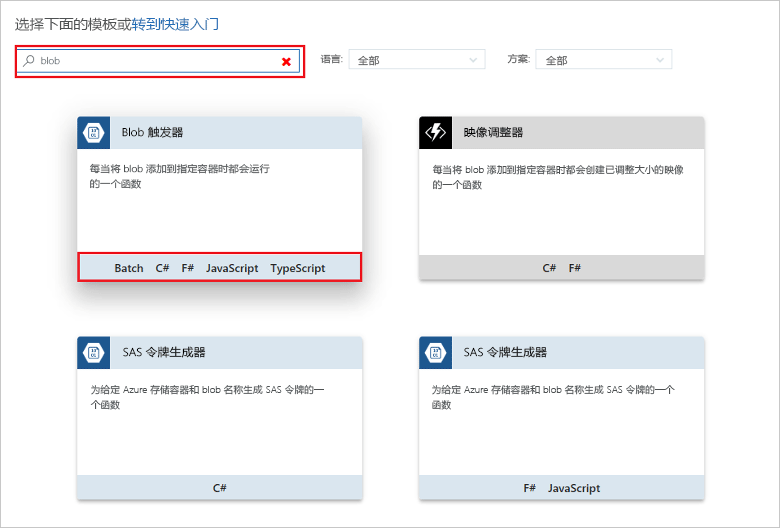 选择下面的模板或转到快速入门
blob
语言: 全部
方案: 全部
Blob 触发器
每当将 blob 添加到指定容器时都会运行
的一个函数
Batch C# F# JavaScript TypeScript
映像调整器
每当将 blob 添加到指定容器时都会创建已调整大小的映像
的一个函数
C# F#
SAS 令牌生成器
为给定 Azure 存储容器和 blob 名称生成 SAS 令牌的一
个函数
C#
SAS 令牌生成器
为给定 Azure 存储容器和 blob 名称生成 SAS 令牌的一个
函数
F# JavaScript